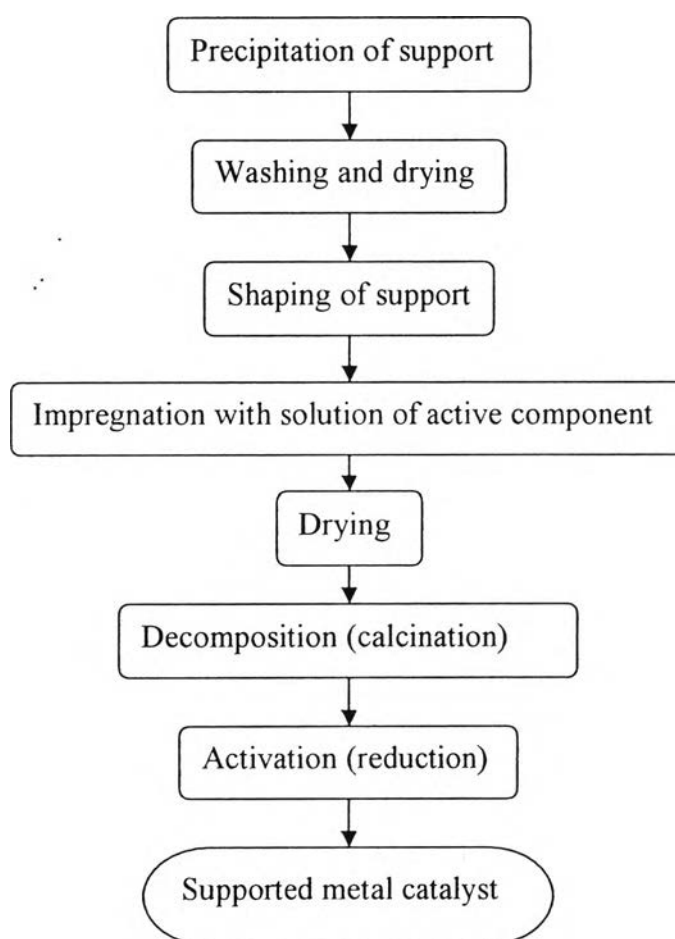 Precipitation of support
Washing and drying
Shaping of support
Impregnation with solution of active component
Drying
Decomposition (calcination)
Activation (reduction)
Supported metal catalyst